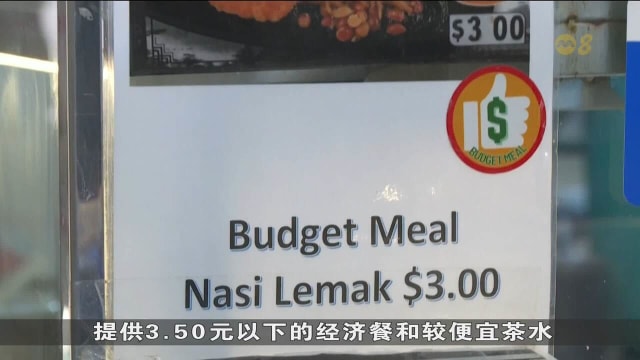 $3.00
8
$
BUDGET MEAL
Budget Meal
Nasi Lemak $3.00
提供3.50元以下的经济餐和较便宜茶水